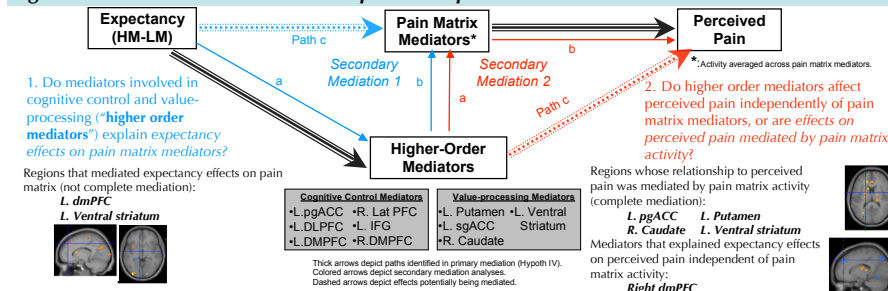 Expectancy
(HM-LM)
Path c
Pain Matrix
Mediators*
Perceived
Pain
*:Activity averaged across pain matrix mediators.
b
Secondary
Mediation 1
Secondary
Mediation 2
a
b
a
Path c
1. Do mediators involved in
cognitive control and value-
processing ("higher order
mediators") explain expectancy
effects on pain matrix mediators?
2. Do higher order mediators affect
perceived pain independently of pain
matrix mediators, or are effects on
perceived pain mediated by pain matrix
activity?
Higher-Order
Mediators
Regions that mediated expectancy effects on pain
matrix (not complete mediation):
L. dmPFC
L. Ventral striatum
Cognitive Control Mediators
•L.pgACC •R. Lat PFC
•L.DLPFC •L. IFG
•L.DMPFC •R.DMPFC
Value-processing Mediators
•L. Putamen •L. Ventral
•L. sgACC Striatum
•R. Caudate
Thick arrows depict paths identified in primary mediation (Hypoth IV).
Colored arrows depict secondary mediation analyses.
Dashed arrows depict effects potentially being mediated.
Regions whose relationship to perceived
pain was mediated by pain matrix activity
(complete mediation):
L. pgACC L. Putamen
R. Caudate L. Ventral striatum
Mediators that explained expectancy effects
on perceived pain independent of pain
matrix activity:
Right dmPFC